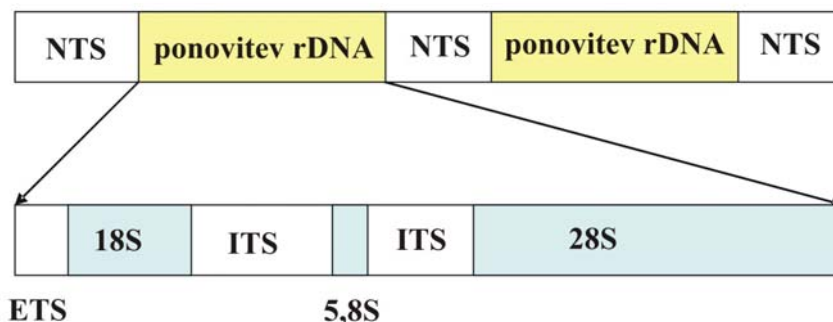 NTS ponovitev rDNA NTS ponovitev rDNA NTS
18S ITS ITS 28S
ETS 5,8S